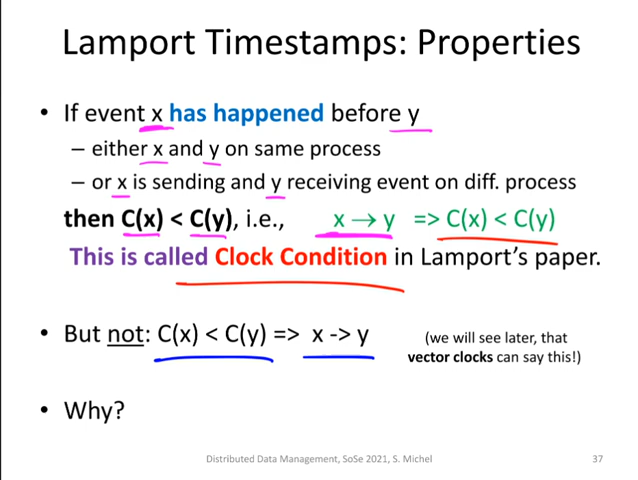 Lamport Timestamps: Properties
• If event x has happened before y
– either x and y on same process
– or x is sending and y receiving event on diff. process
then C(x) < C(y), i.e., x → y => C(x) < C(y)
This is called Clock Condition in Lamport's paper.
• But not: C(x) < C(y) => x -> y
(we will see later, that
vector clocks can say this!)
• Why?
Distributed Data Management, SoSe 2021, S. Michel
37